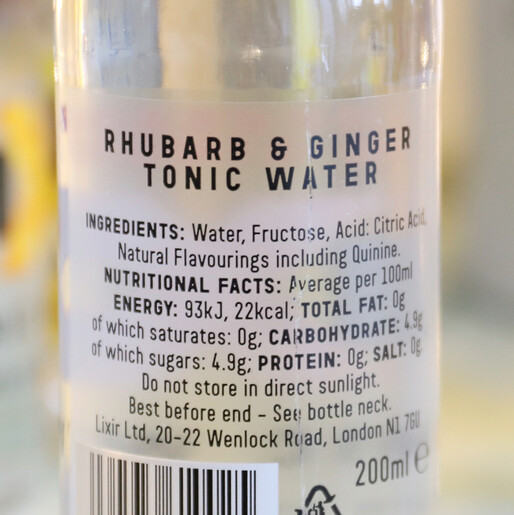 RHUBARB & GINGER
TONIC WATER
INGREDIENTS: Water, Fructose, Acid: Citric Acid,
Natural Flavourings including Quinine.
NUTRITIONAL FACTS: Average per 100ml
ENERGY: 93kJ, 22kcal; TOTAL FAT: 0g
of which saturates: 0g; CARBOHYDRATE: 4.9g
of which sugars: 4.9g; PROTEIN: 0g; SALT: 0g.
Do not store in direct sunlight.
Best before end – See bottle neck.
Lixir Ltd, 20-22 Wenlock Road, London N1 7GU
200ml ℮